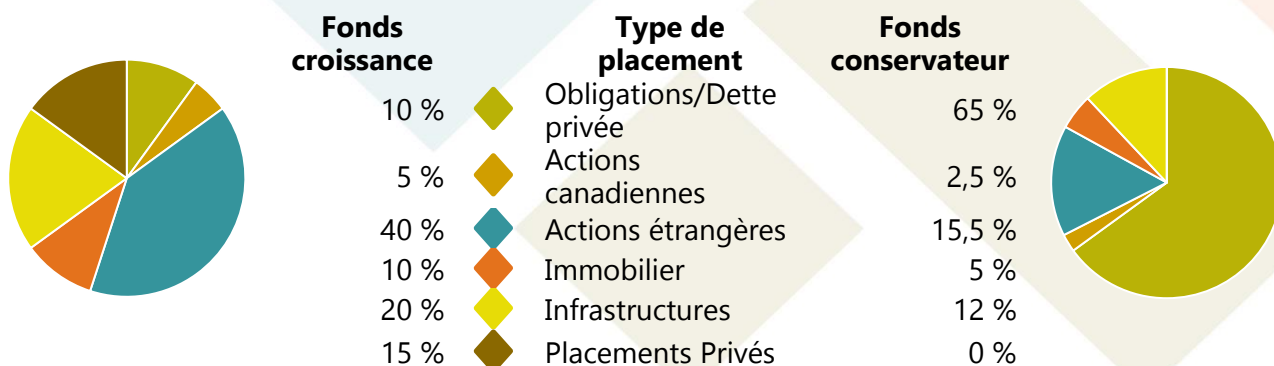 Fonds
croissance
Type de
placement
Fonds
conservateur
10 % Obligations/Dette
privée 65 %
5 % Actions
canadiennes 2,5 %
40 % Actions étrangères 15,5 %
10 % Immobilier 5 %
20 % Infrastructures 12 %
15 % Placements Privés 0 %